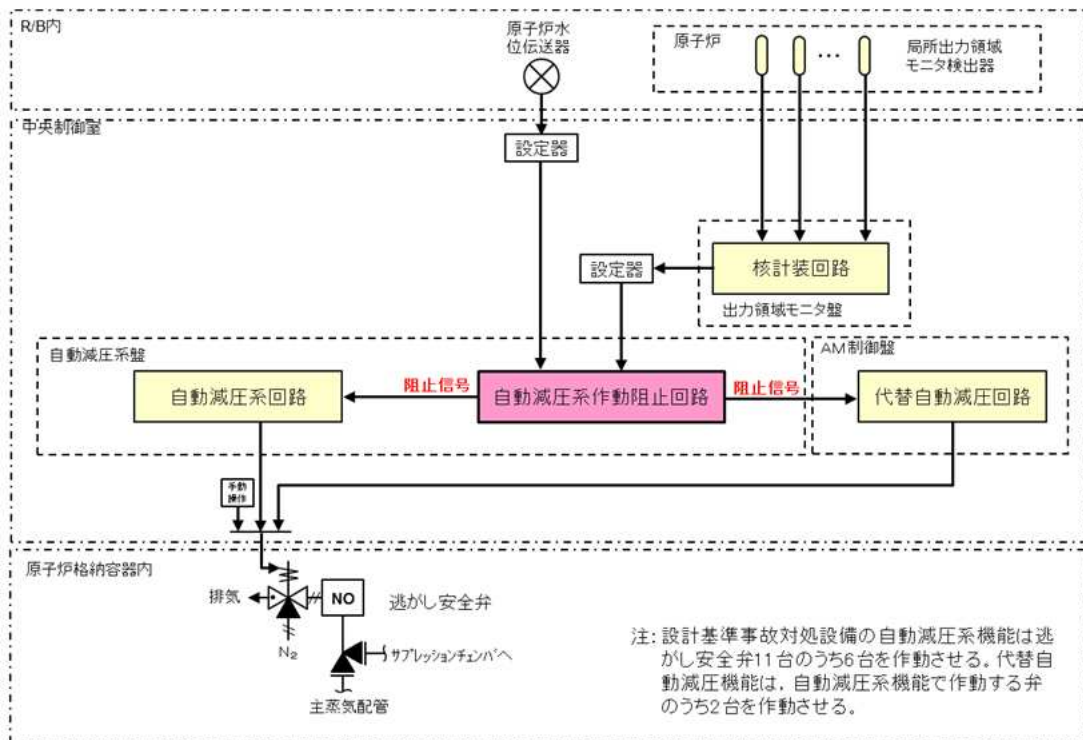 R/B内
原子炉水
位伝送器
原子炉
局所出力領域
モニタ検出器
…
中央制御室
設定器
設定器
核計装回路
出力領域モニタ盤
自動減圧系盤
AM制御盤
自動減圧系回路
阻止信号
自動減圧系作動阻止回路
阻止信号
代替自動減圧回路
手動
操作
原子炉格納容器内
排気
NO
逃がし安全弁
N₂
サプレッションチェンバへ
主蒸気配管
注: 設計基準事故対処設備の自動減圧系機能は逃
がし安全弁11台のうち6台を作動させる。代替自
動減圧機能は，自動減圧系機能で作動する弁
のうち2台を作動させる。